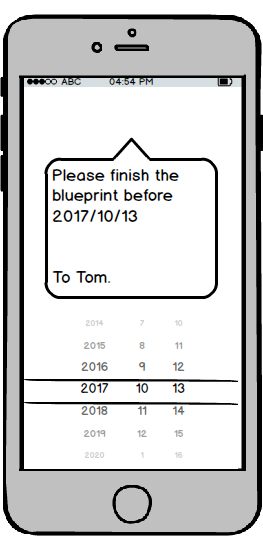 ABC 04:54 PM
Please finish the
blueprint before
2017/10/13
To Tom.
2014 7 10
2015 8 11
2016 9 12
2017 10 13
2018 11 14
2019 12 15
2020 1 16